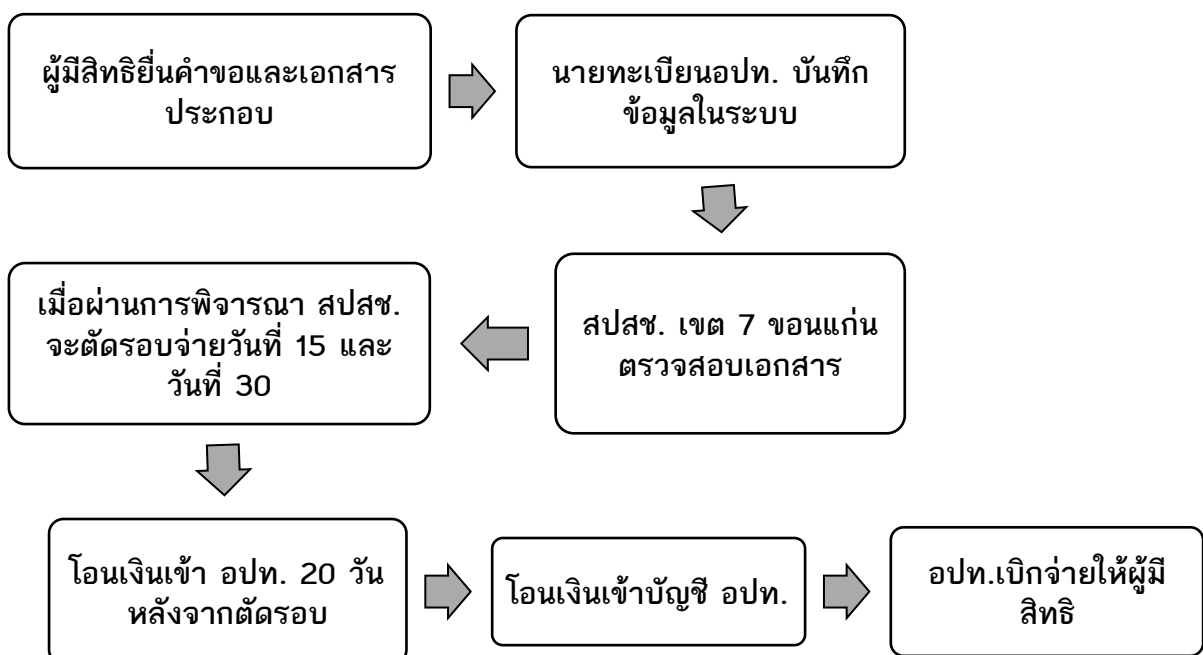 ผู้มีสิทธิยื่นคำขอและเอกสาร
ประกอบ
นายทะเบียนอปท. บันทึก
ข้อมูลในระบบ
สปสช. เขต 7 ขอนแก่น
ตรวจสอบเอกสาร
เมื่อผ่านการพิจารณา สปสช.
จะตัดรอบจ่ายวันที่ 15 และ
วันที่ 30
โอนเงินเข้า อปท. 20 วัน
หลังจากตัดรอบ
โอนเงินเข้าบัญชี อปท.
อปท.เบิกจ่ายให้ผู้มี
สิทธิ